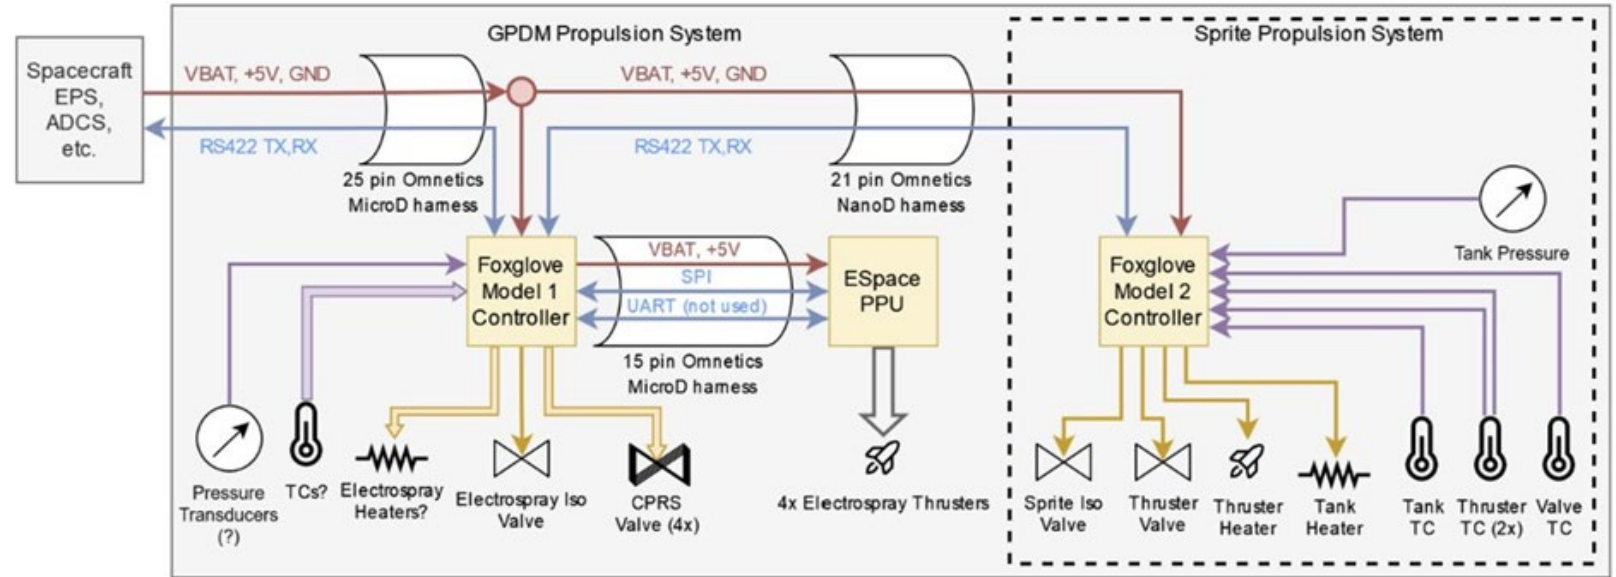 GPDM Propulsion System
Sprite Propulsion System
Spacecraft
EPS,
ADCS,
etc.
VBAT, +5V, GND
VBAT, +5V, GND
RS422 TX,RX
RS422 TX,RX
25 pin Omnetics
MicroD harness
21 pin Omnetics
NanoD harness
Tank Pressure
Foxglove
Model 1
Controller
VBAT, +5V
SPI
UART (not used)
ESpace
PPU
Foxglove
Model 2
Controller
15 pin Omnetics
MicroD harness
Pressure
Transducers
(?)
TCs?
Electrospray
Heaters?
Electrospray Iso
Valve
CPRS
Valve (4x)
4x Electrospray Thrusters
Sprite Iso
Valve
Thruster
Valve
Thruster
Heater
Tank
Heater
Tank
TC
Thruster
TC (2x)
Valve
TC